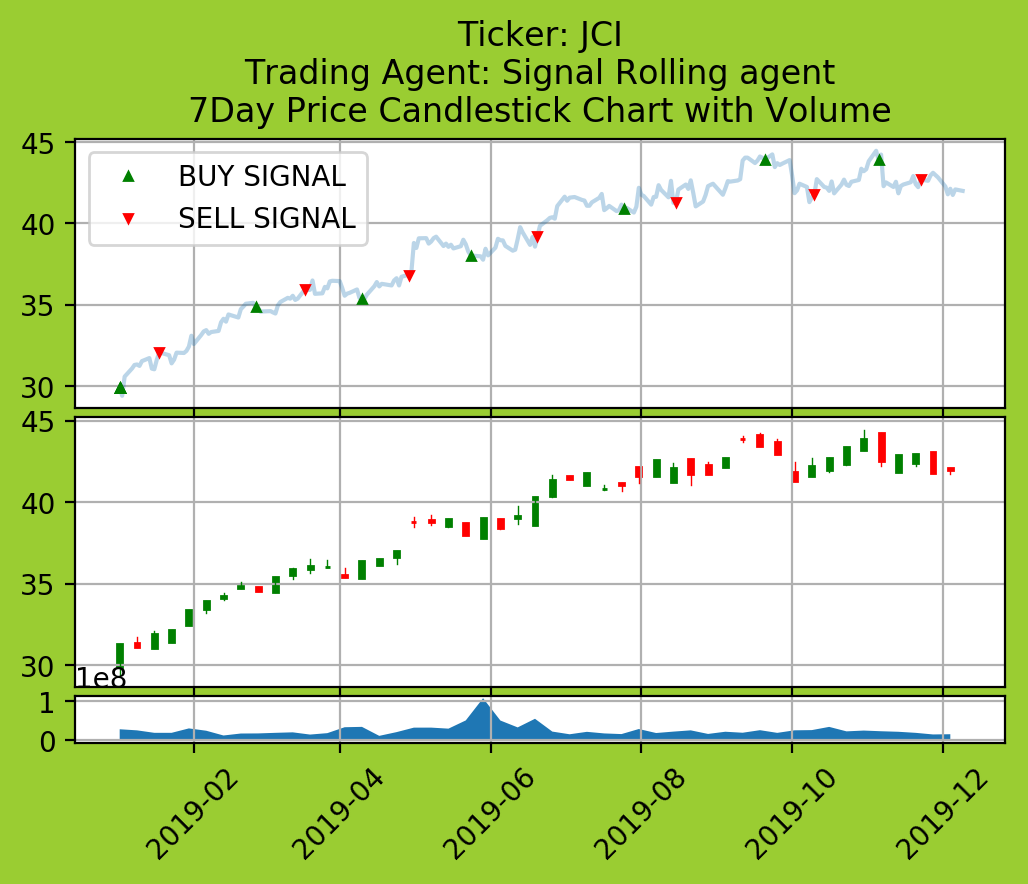 Ticker: JCI
Trading Agent: Signal Rolling agent
7Day Price Candlestick Chart with Volume
45
BUY SIGNAL
SELL SIGNAL
40
35
30
45
40
35
30
1e8
1
0
2019-02
2019-04
2019-06
2019-08
2019-10
2019-12